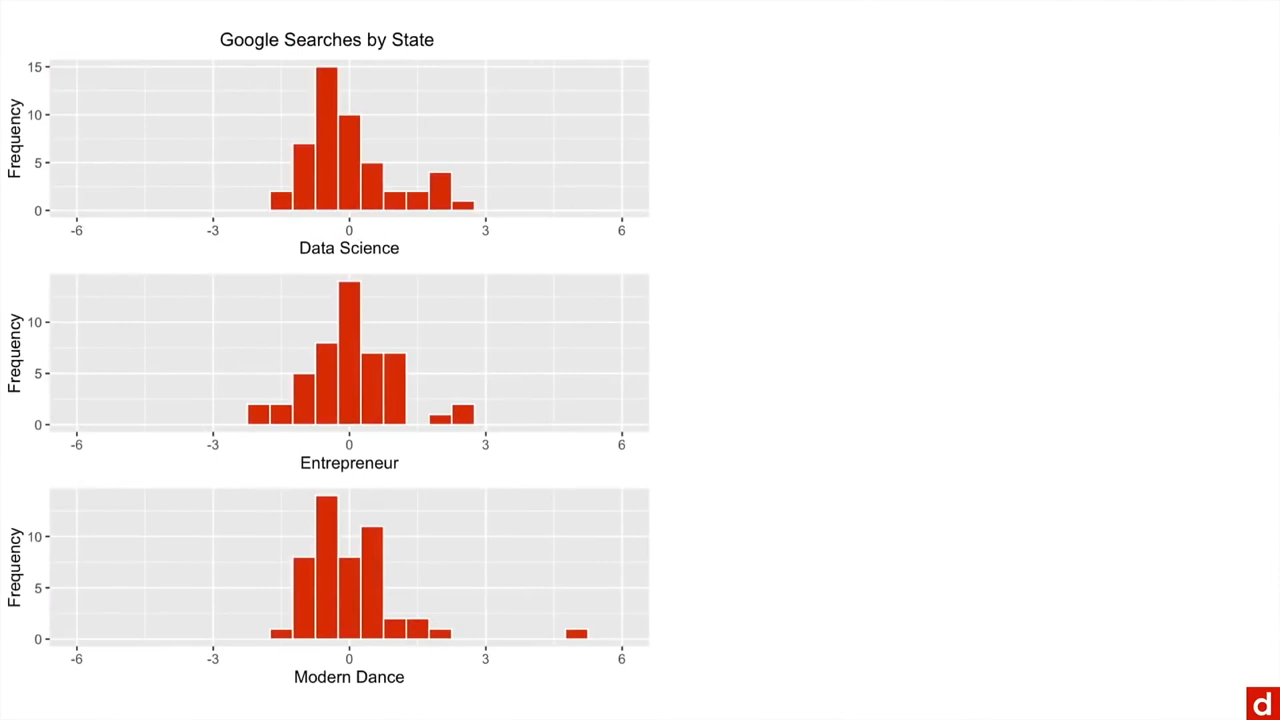 Google Searches by State
Frequency
15
10
5
0
-6 -3 0 3 6
Data Science
Frequency
10
5
0
-6 -3 0 3 6
Entrepreneur
Frequency
10
5
0
-6 -3 0 3 6
Modern Dance
d